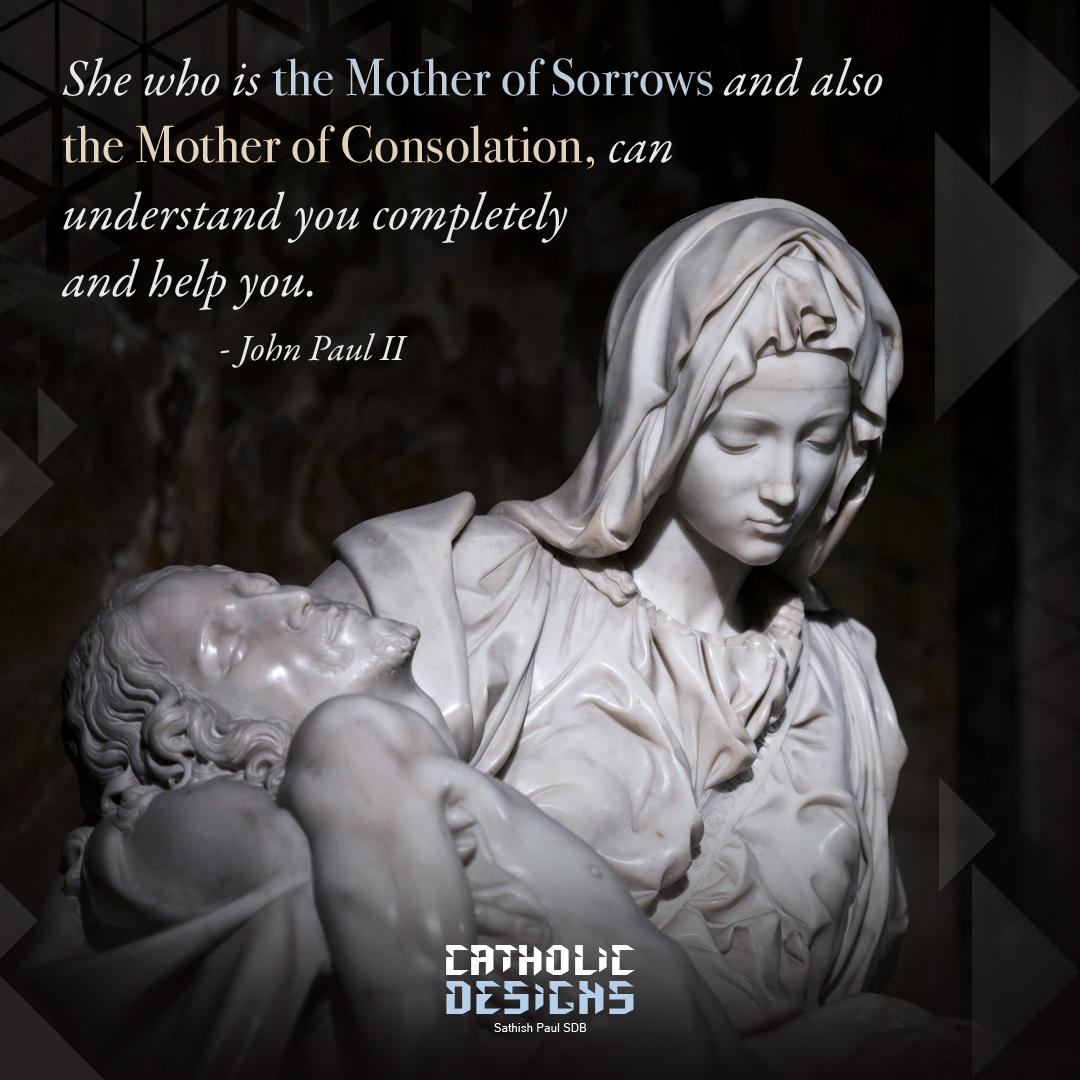 She who is the Mother of Sorrows and also
the Mother of Consolation, can
understand you completely
and help you.
- John Paul II
CATHOLIC
DESIGNS
Sathish Paul SDB